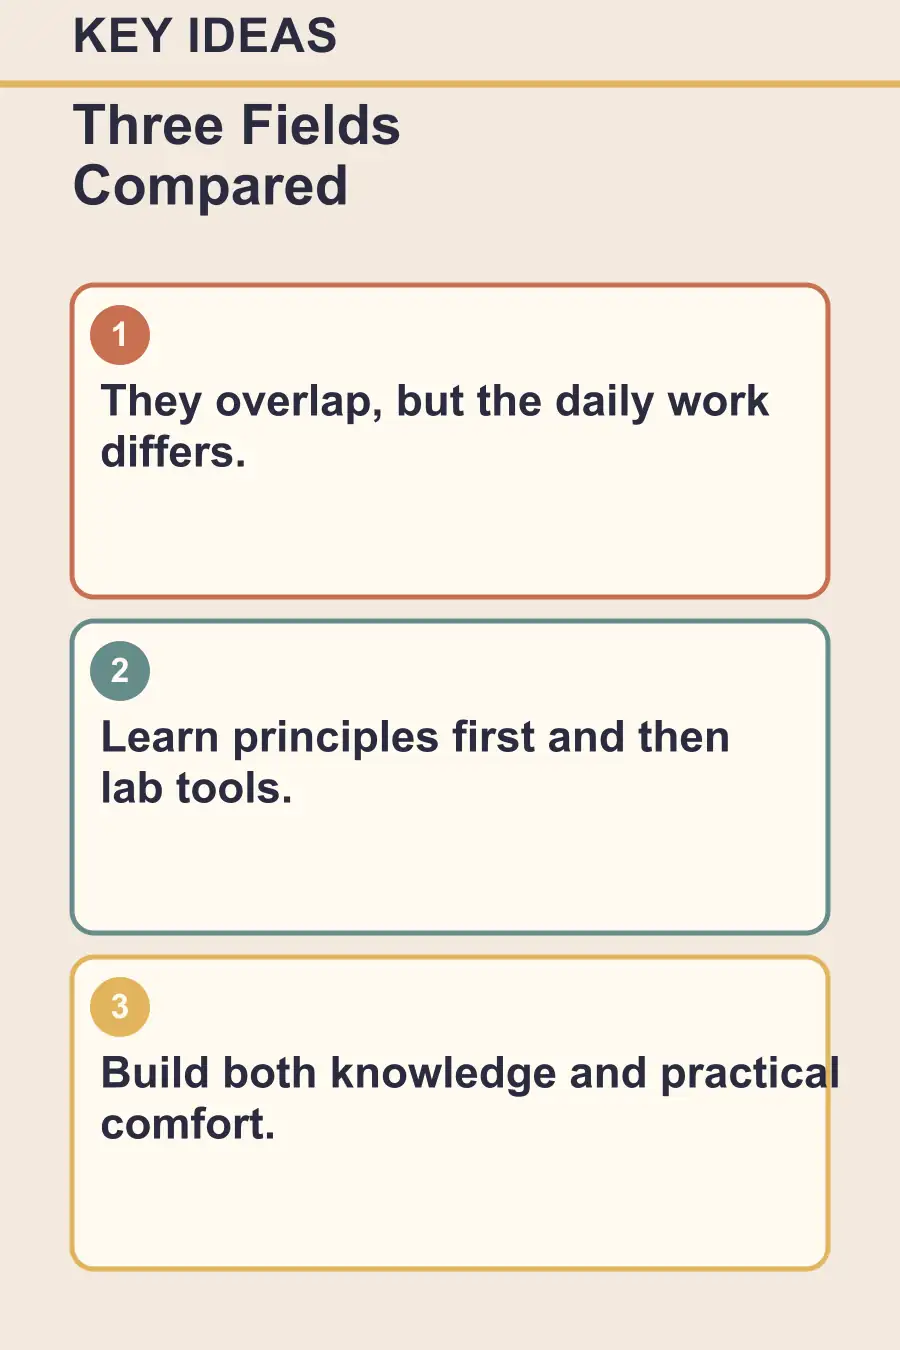 KEY IDEAS
Three Fields
Compared
1
They overlap, but the daily work
differs.
2
Learn principles first and then
lab tools.
3
Build both knowledge and practical
comfort.